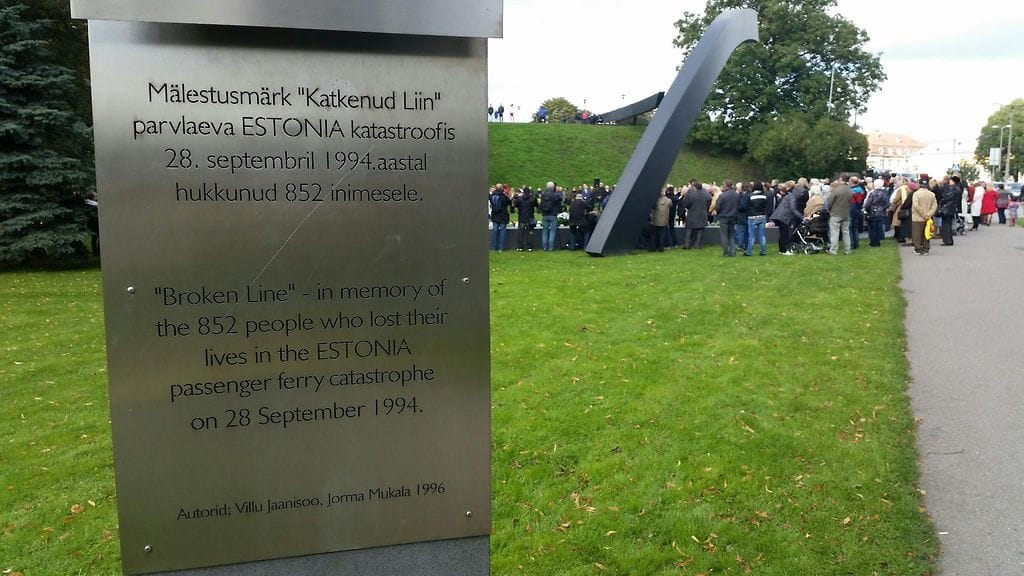 Mälestusmärk "Katkenud Liin"
parvlaeva ESTONIA katastroofis
28. septembril 1994.aastal
hukkunud 852 inimesele.
"Broken Line" - in memory of
the 852 people who lost their
lives in the ESTONIA
passenger ferry catastrophe
on 28 September 1994.
Autorid: Villu Jaanisoo, Jorma Mukala 1996